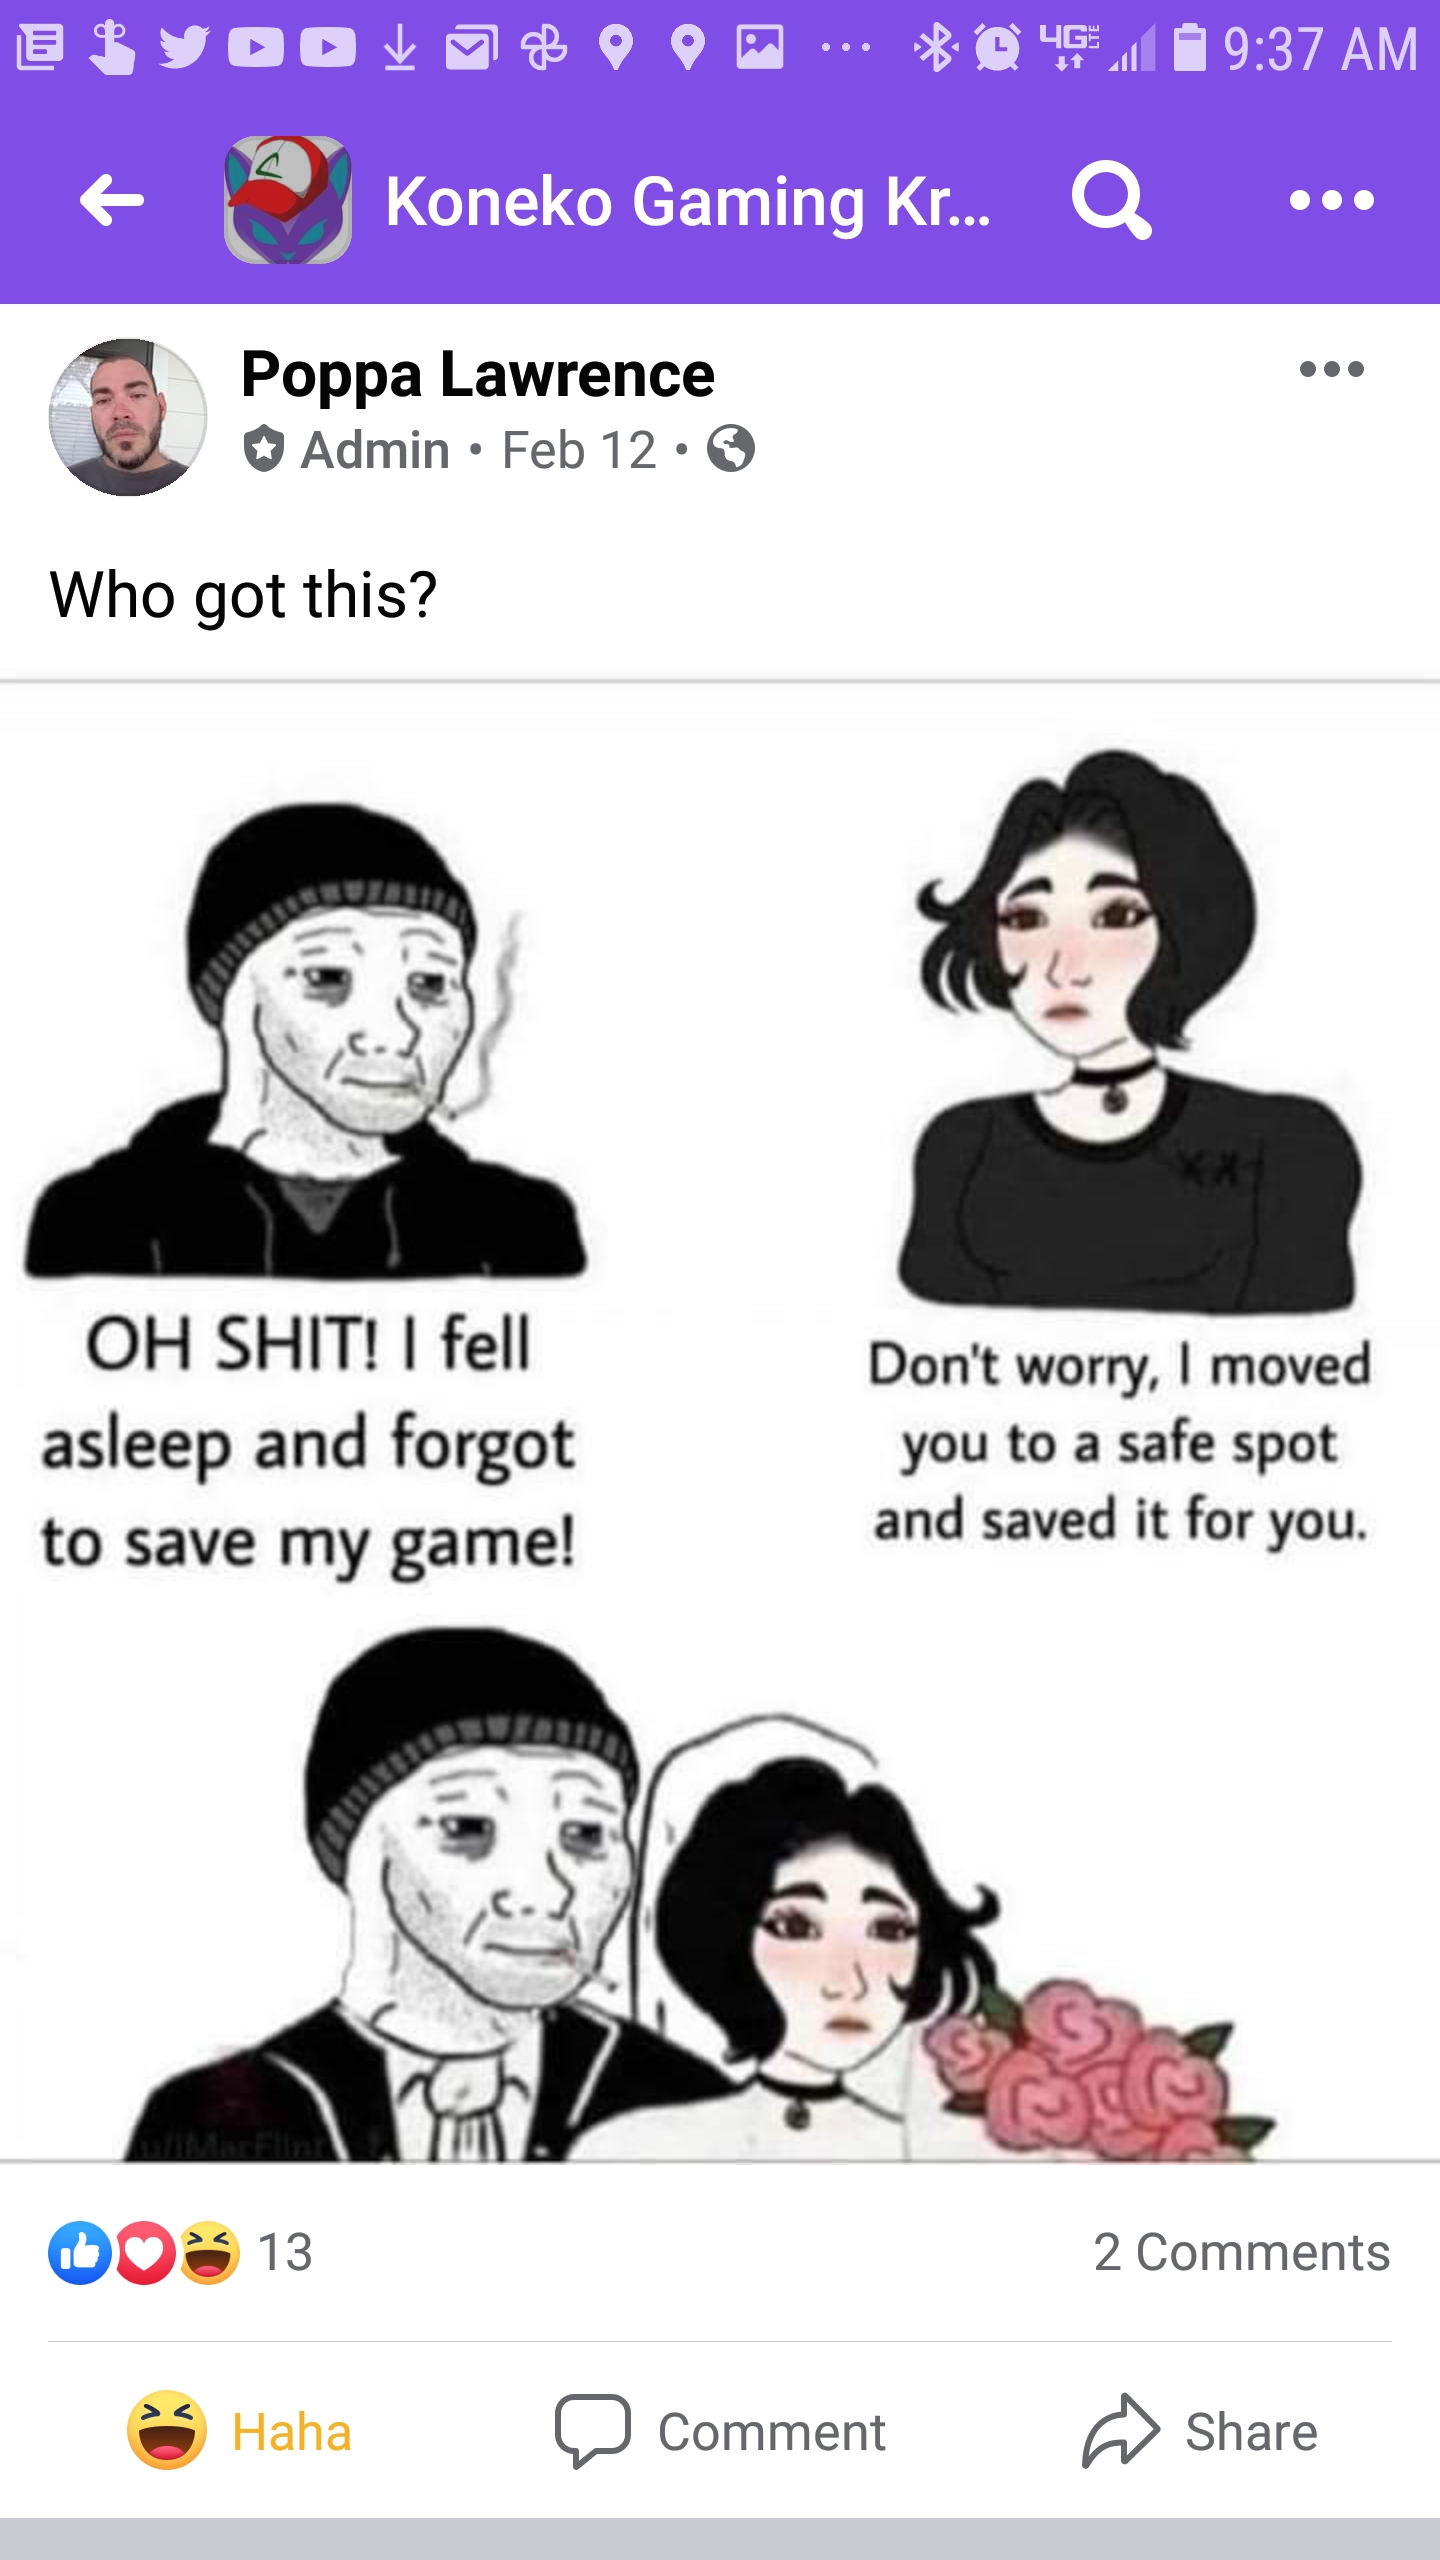 4G LTE 9:37 AM
Koneko Gaming Kr...
Poppa Lawrence
Admin • Feb 12 •
Who got this?
OH SHIT! I fell
asleep and forgot
to save my game!
Don't worry, I moved
you to a safe spot
and saved it for you.
13
2 Comments
Haha
Comment
Share